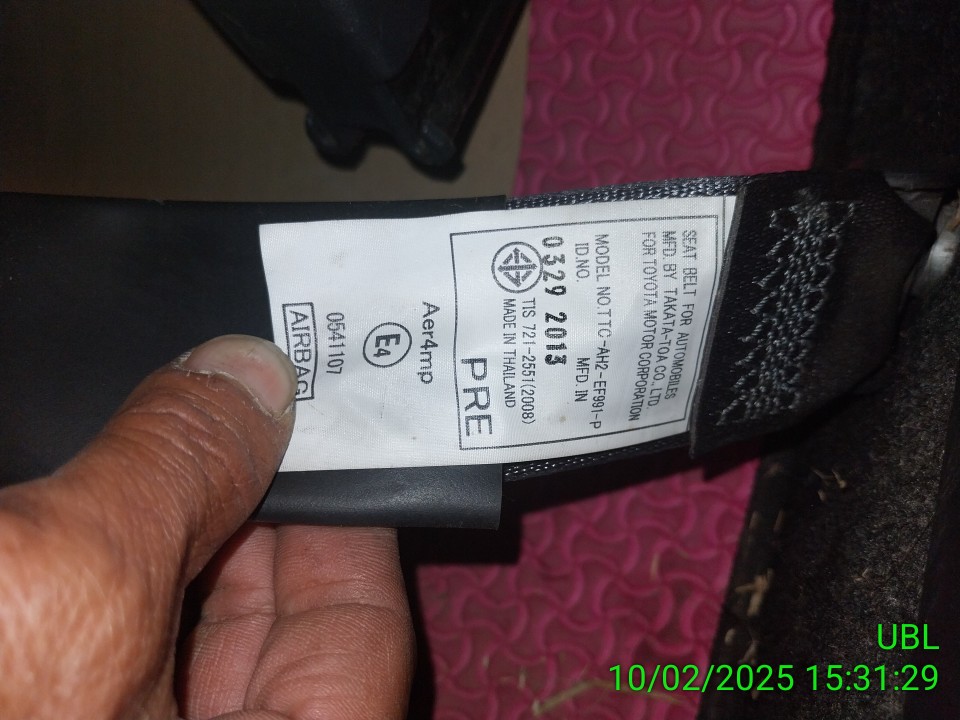 SEAT BELT FOR AUTOMOBILES
MFD. BY TAKATA-TOA CO., LTD.
FOR TOYOTA MOTOR CORPORATION
MODEL NO.TTC-AH2-EF991-P
ID.NO. MFD. IN
0329 2013
TIS 721-2551(2008)
MADE IN THAILAND
PRE
Aer4mp
E4
0541107
AIRBAG
UBL
10/02/2025 15:31:29